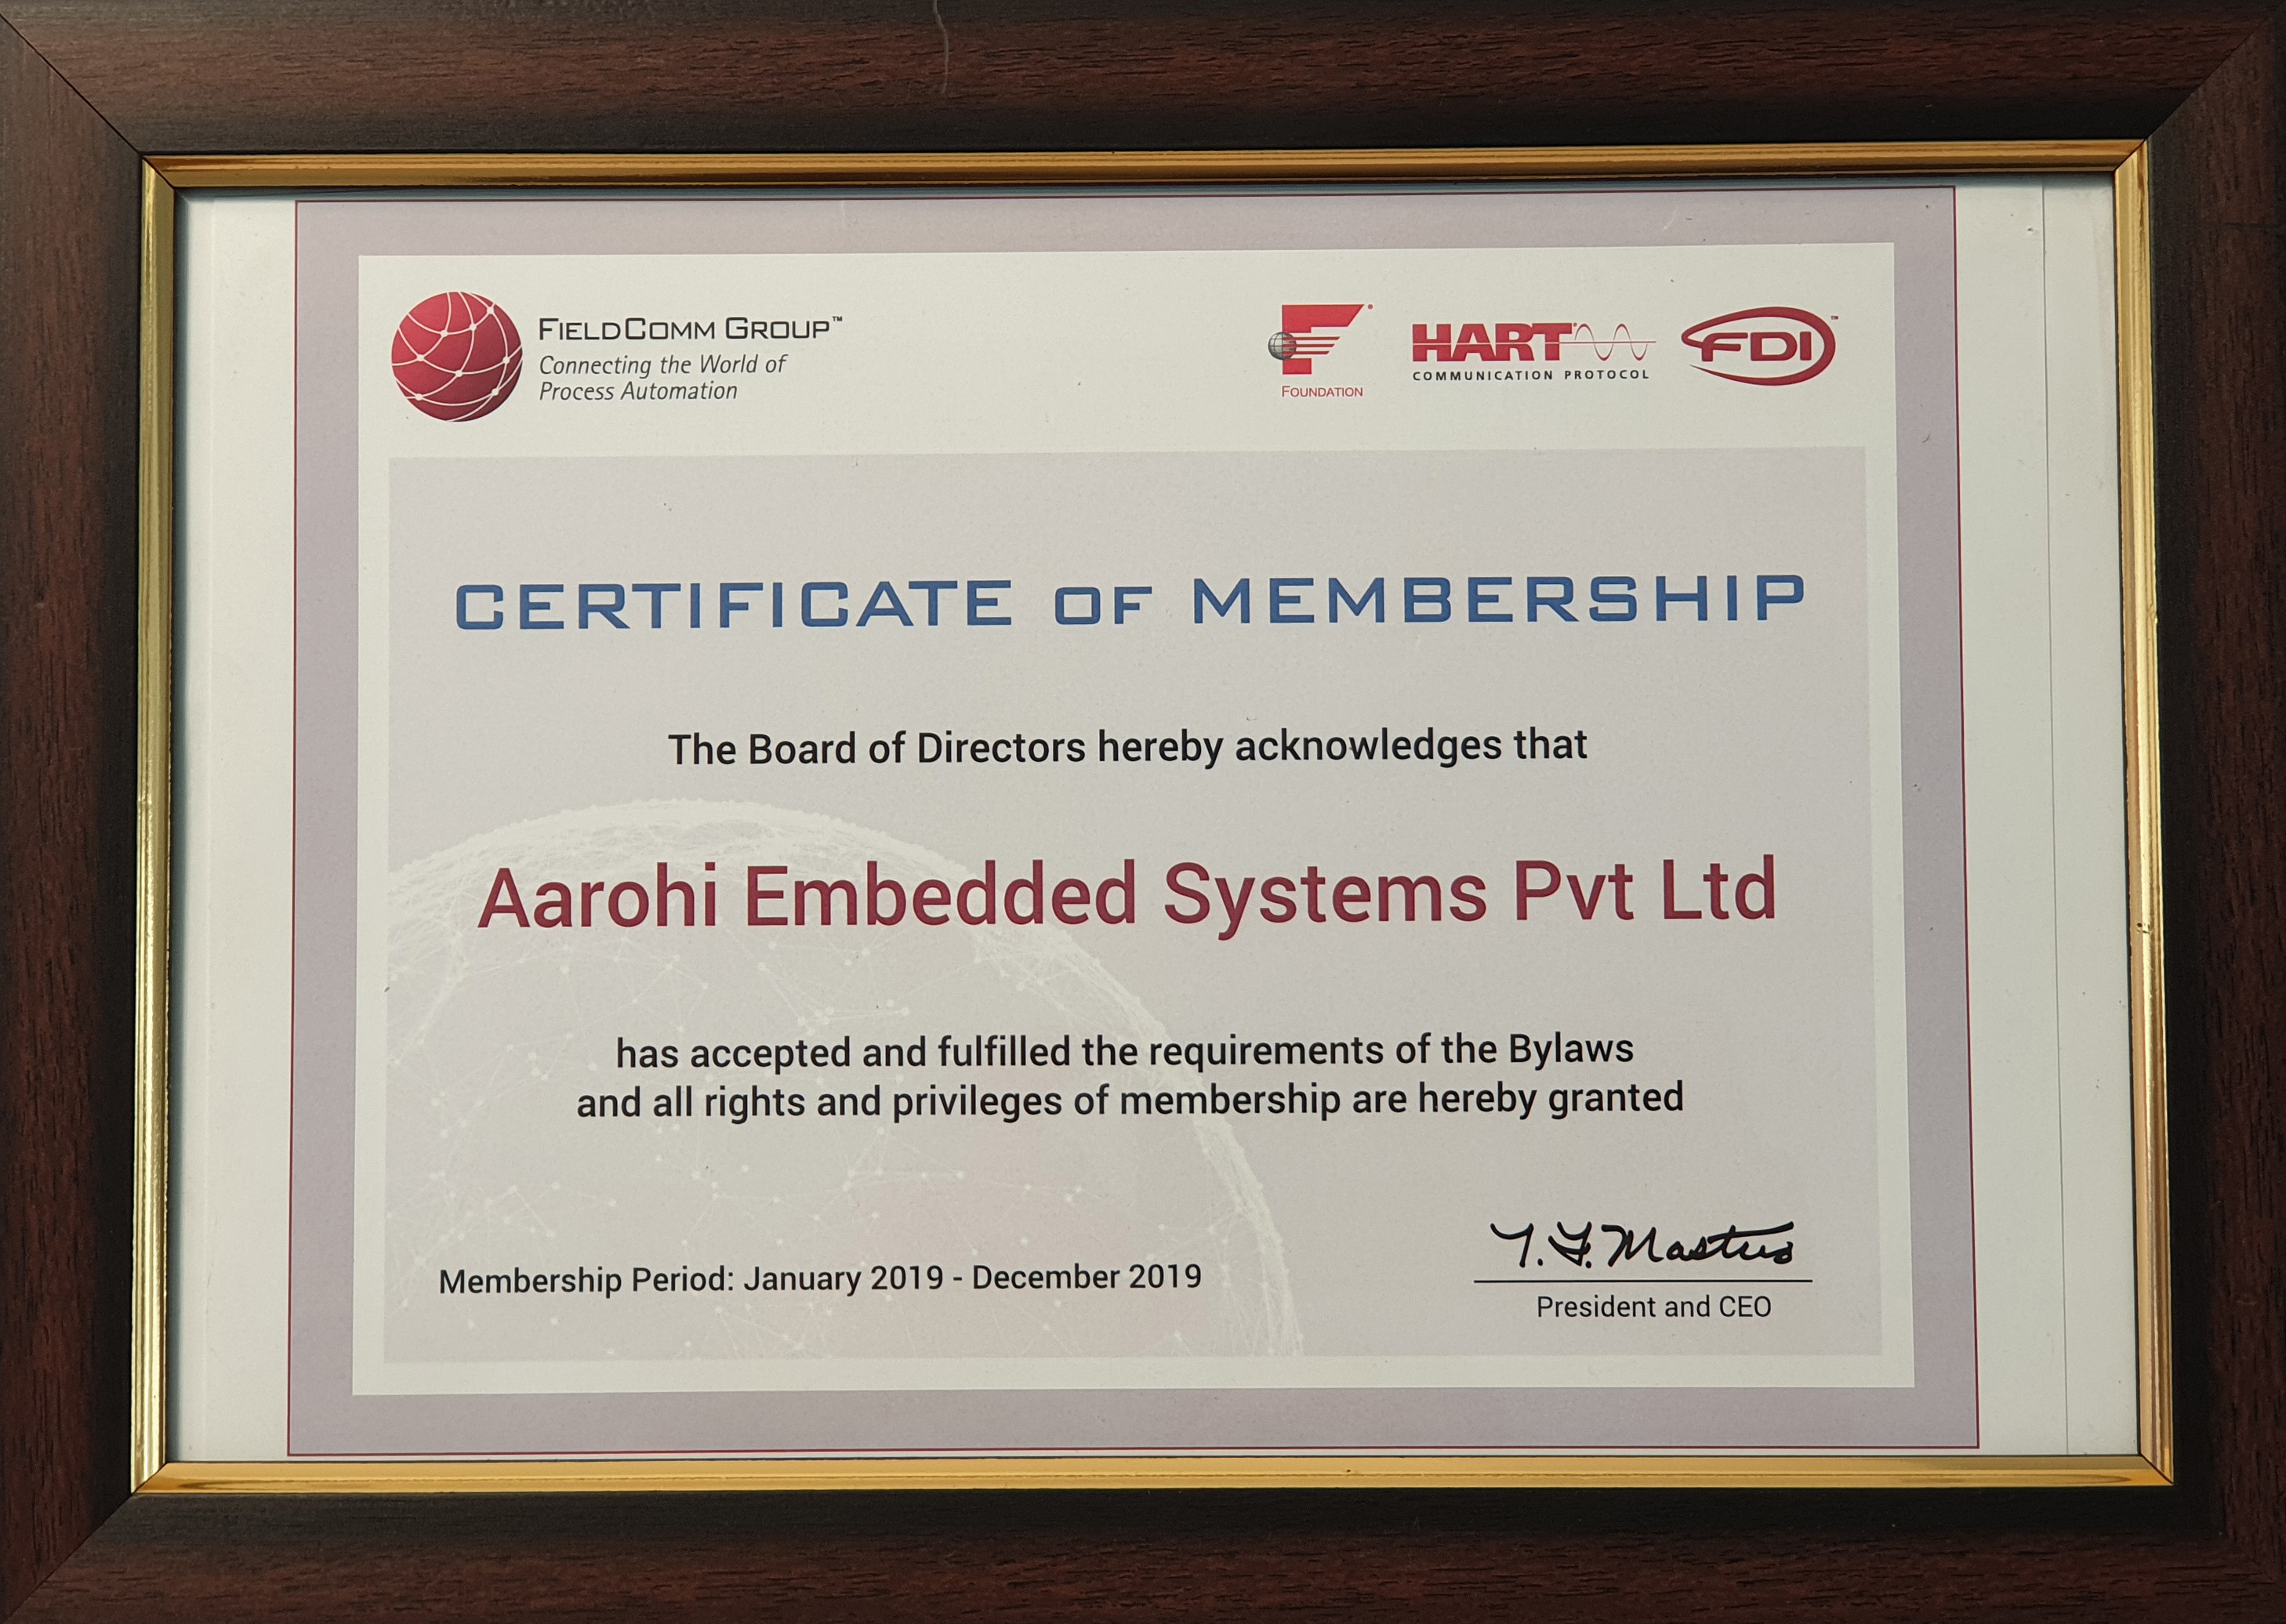 FIELDCOMM GROUP™
Connecting the World of
Process Automation
FOUNDATION
HART
COMMUNICATION PROTOCOL
FDI™
CERTIFICATE OF MEMBERSHIP
The Board of Directors hereby acknowledges that
Aarohi Embedded Systems Pvt Ltd
has accepted and fulfilled the requirements of the Bylaws
and all rights and privileges of membership are hereby granted
T.F. Masters
Membership Period: January 2019 - December 2019
President and CEO